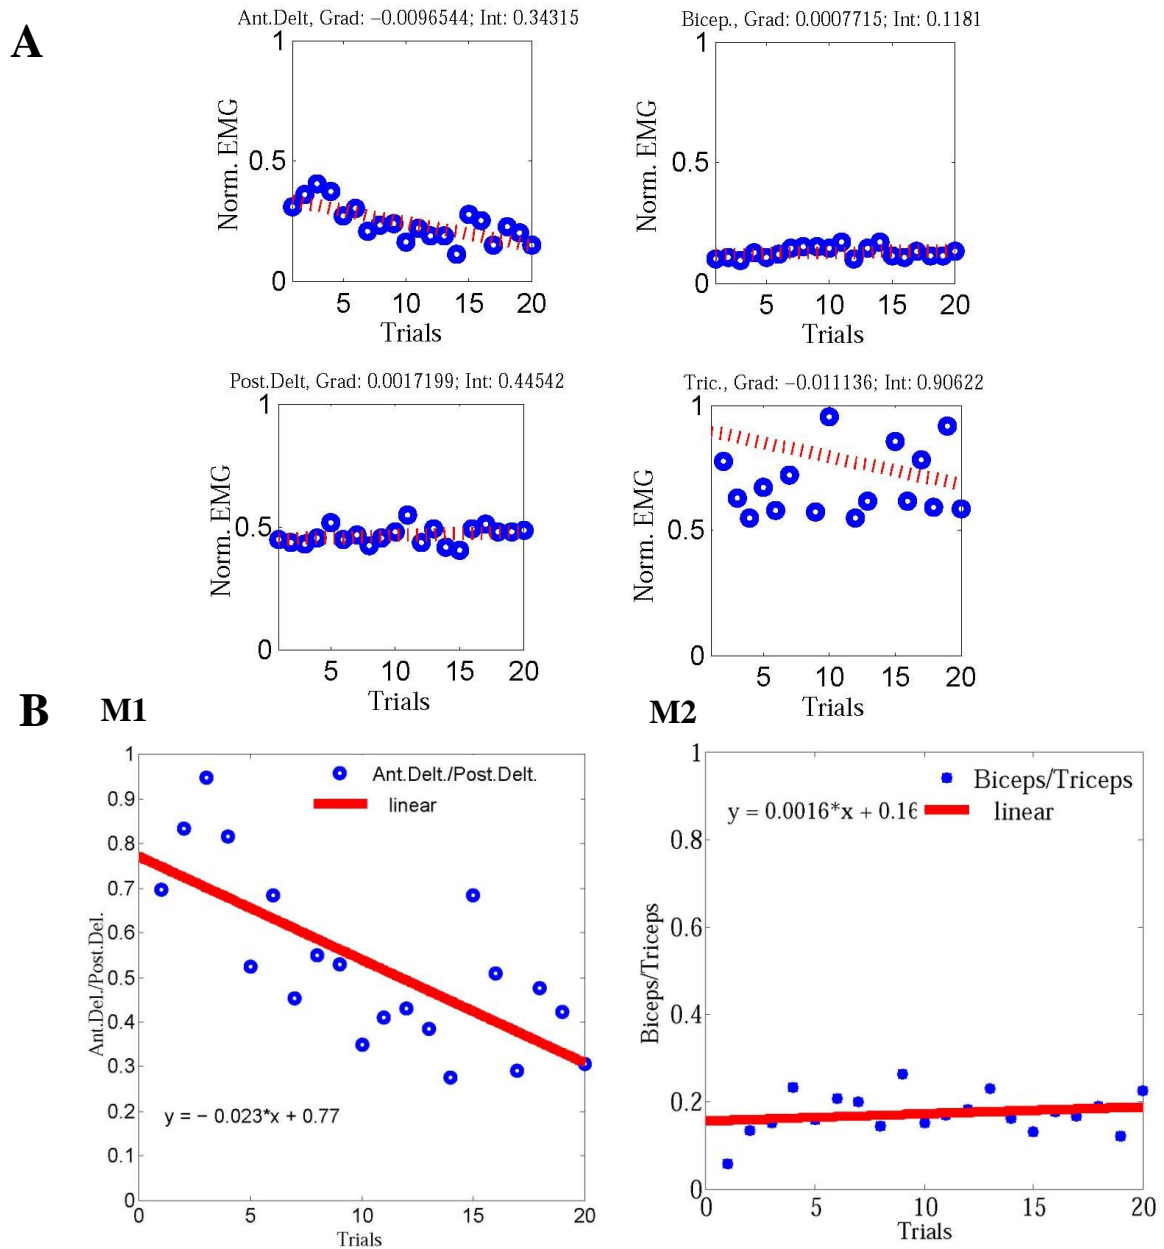 A
Ant.Delt, Grad: −0.0096544; Int: 0.34315
1
0.5
0
Norm. EMG
5 10 15 20
Trials
Bicep., Grad: 0.0007715; Int: 0.1181
1
0.5
0
Norm. EMG
5 10 15 20
Trials
Post.Delt, Grad: 0.0017199; Int: 0.44542
1
0.5
0
Norm. EMG
5 10 15 20
Trials
Tric., Grad: −0.011136; Int: 0.90622
1
0.5
0
Norm. EMG
5 10 15 20
Trials
B
M1
1
0.9
0.8
0.7
0.6
0.5
0.4
0.3
0.2
0.1
0
Ant.Del./Post.Del.
Ant.Delt./Post.Delt.
linear
y = − 0.023*x + 0.77
0 5 10 15 20
Trials
M2
1
0.8
0.6
0.4
0.2
0
Biceps/Triceps
Biceps/Triceps
y = 0.0016*x + 0.16
linear
0 5 10 15 20
Trials